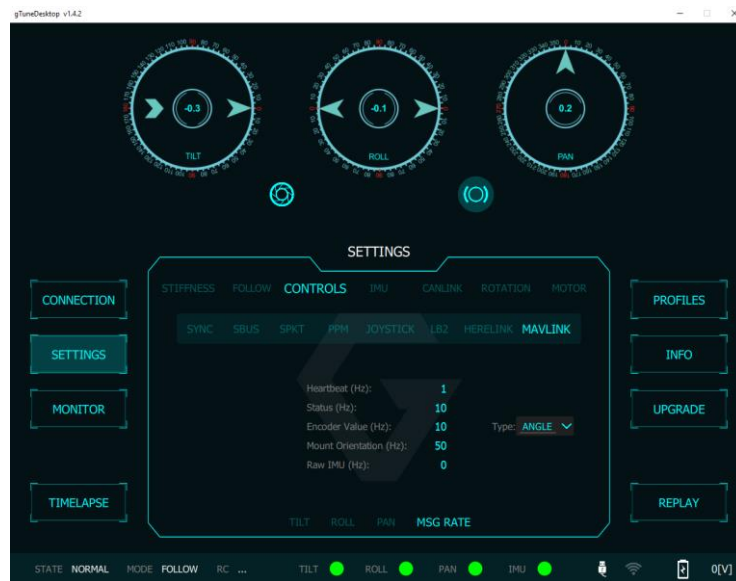 gTuneDesktop v1.4.2
-0.3
TILT
-0.1
ROLL
0.2
PAN
SETTINGS
STIFFNESS FOLLOW CONTROLS IMU CANLINK ROTATION MOTOR
SYNC SBUS SPKT PPM JOYSTICK LB2 HERELINK MAVLINK
CONNECTION
SETTINGS
MONITOR
TIMELAPSE
Heartbeat (Hz): 1
Status (Hz): 10
Encoder Value (Hz): 10 Type: ANGLE
Mount Orientation (Hz): 50
Raw IMU (Hz): 0
TILT ROLL PAN MSG RATE
PROFILES
INFO
UPGRADE
REPLAY
STATE NORMAL MODE FOLLOW RC ... TILT ROLL PAN IMU 0[V]